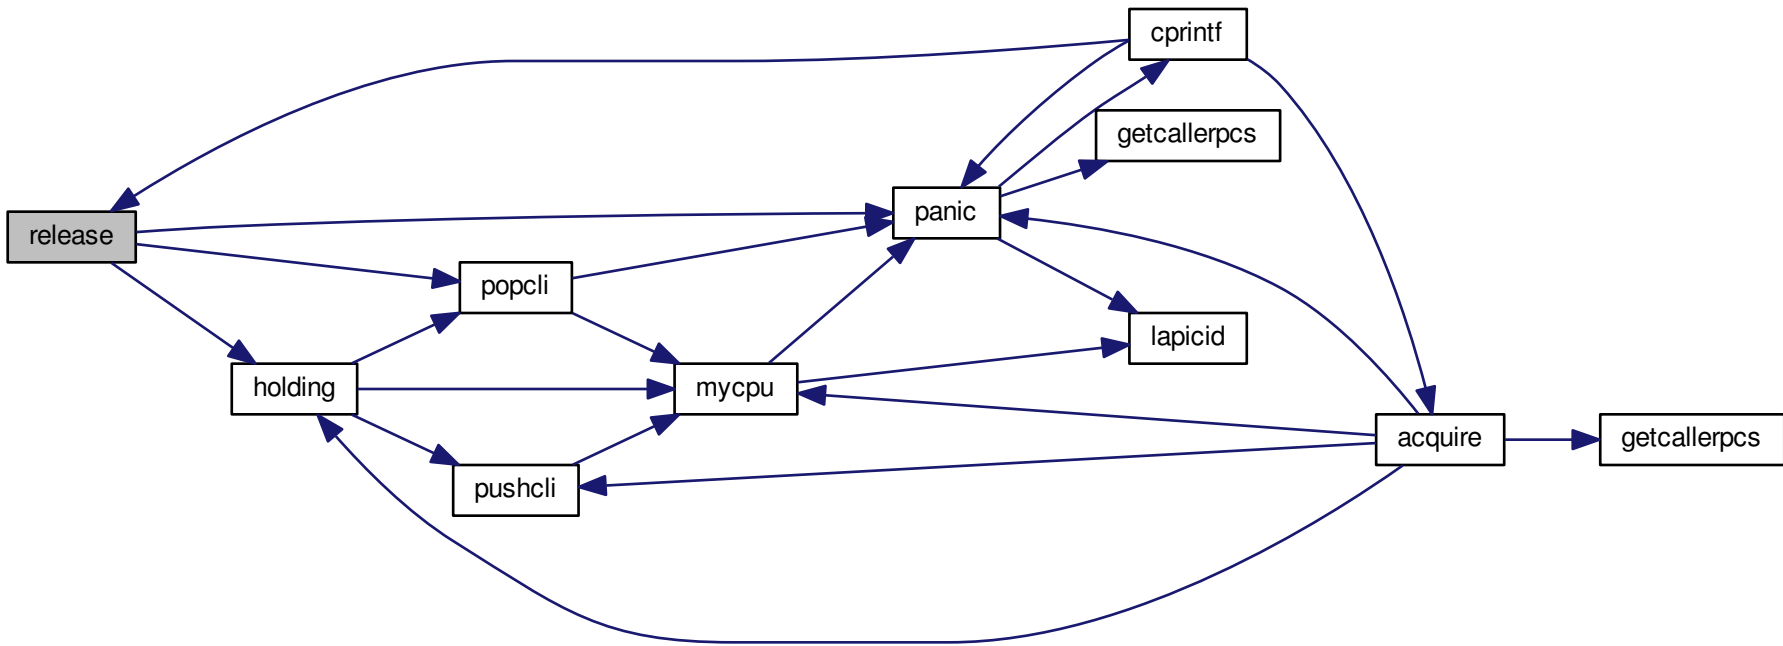 cprintf
getcallerpcs
panic
release
popcli
lapicid
holding
mycpu
acquire
getcallerpcs
pushcli